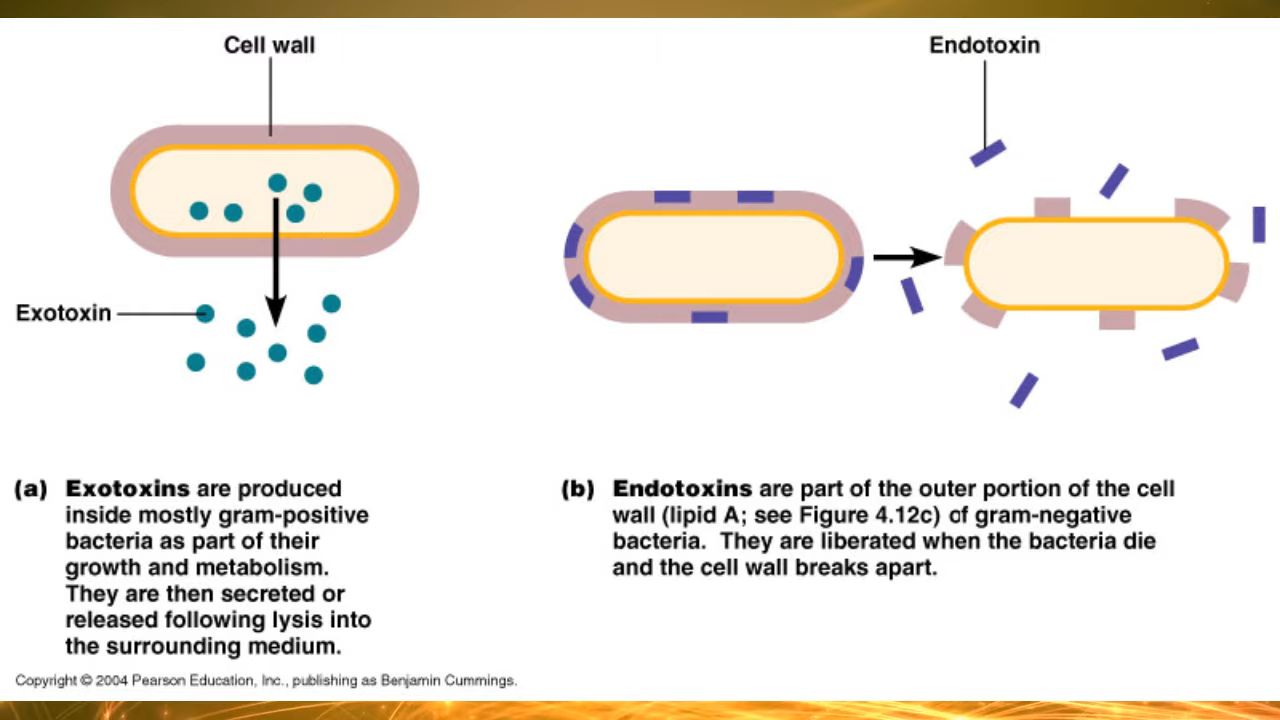 Cell wall
Endotoxin
Exotoxin
(a) Exotoxins are produced
inside mostly gram-positive
bacteria as part of their
growth and metabolism.
They are then secreted or
released following lysis into
the surrounding medium.
(b) Endotoxins are part of the outer portion of the cell
wall (lipid A; see Figure 4.12c) of gram-negative
bacteria. They are liberated when the bacteria die
and the cell wall breaks apart.
Copyright © 2004 Pearson Education, Inc., publishing as Benjamin Cummings.